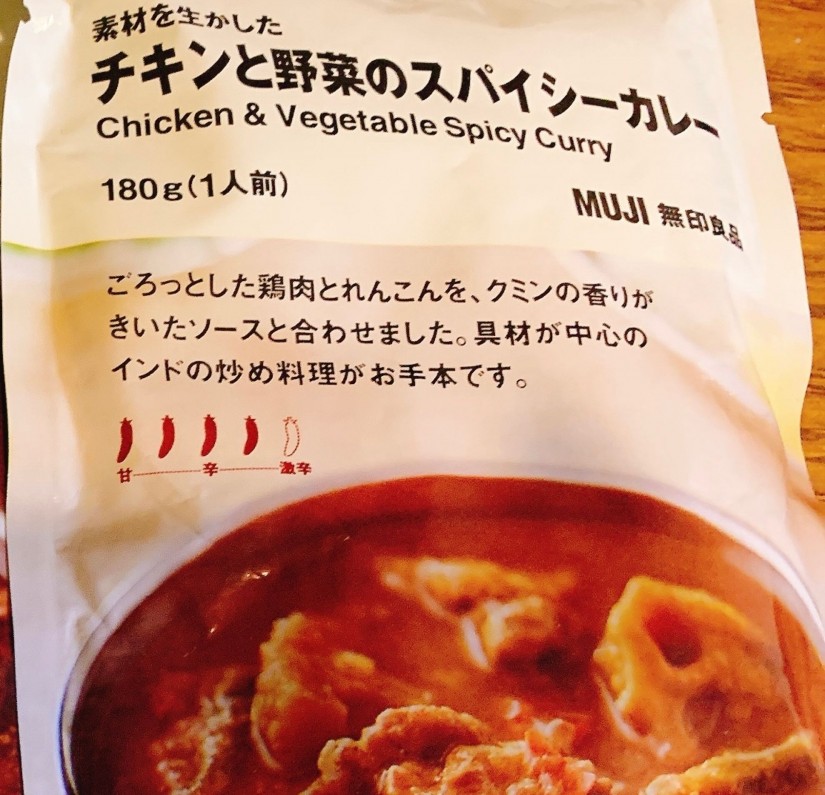 素材を生かした
チキンと野菜のスパイシーカレー
Chicken & Vegetable Spicy Curry
180g(1人前)
MUJI 無印良品
ごろっとした鶏肉とれんこんを、クミンの香りが
きいたソースと合わせました。具材が中心の
インドの炒め料理がお手本です。
甘 辛 激辛